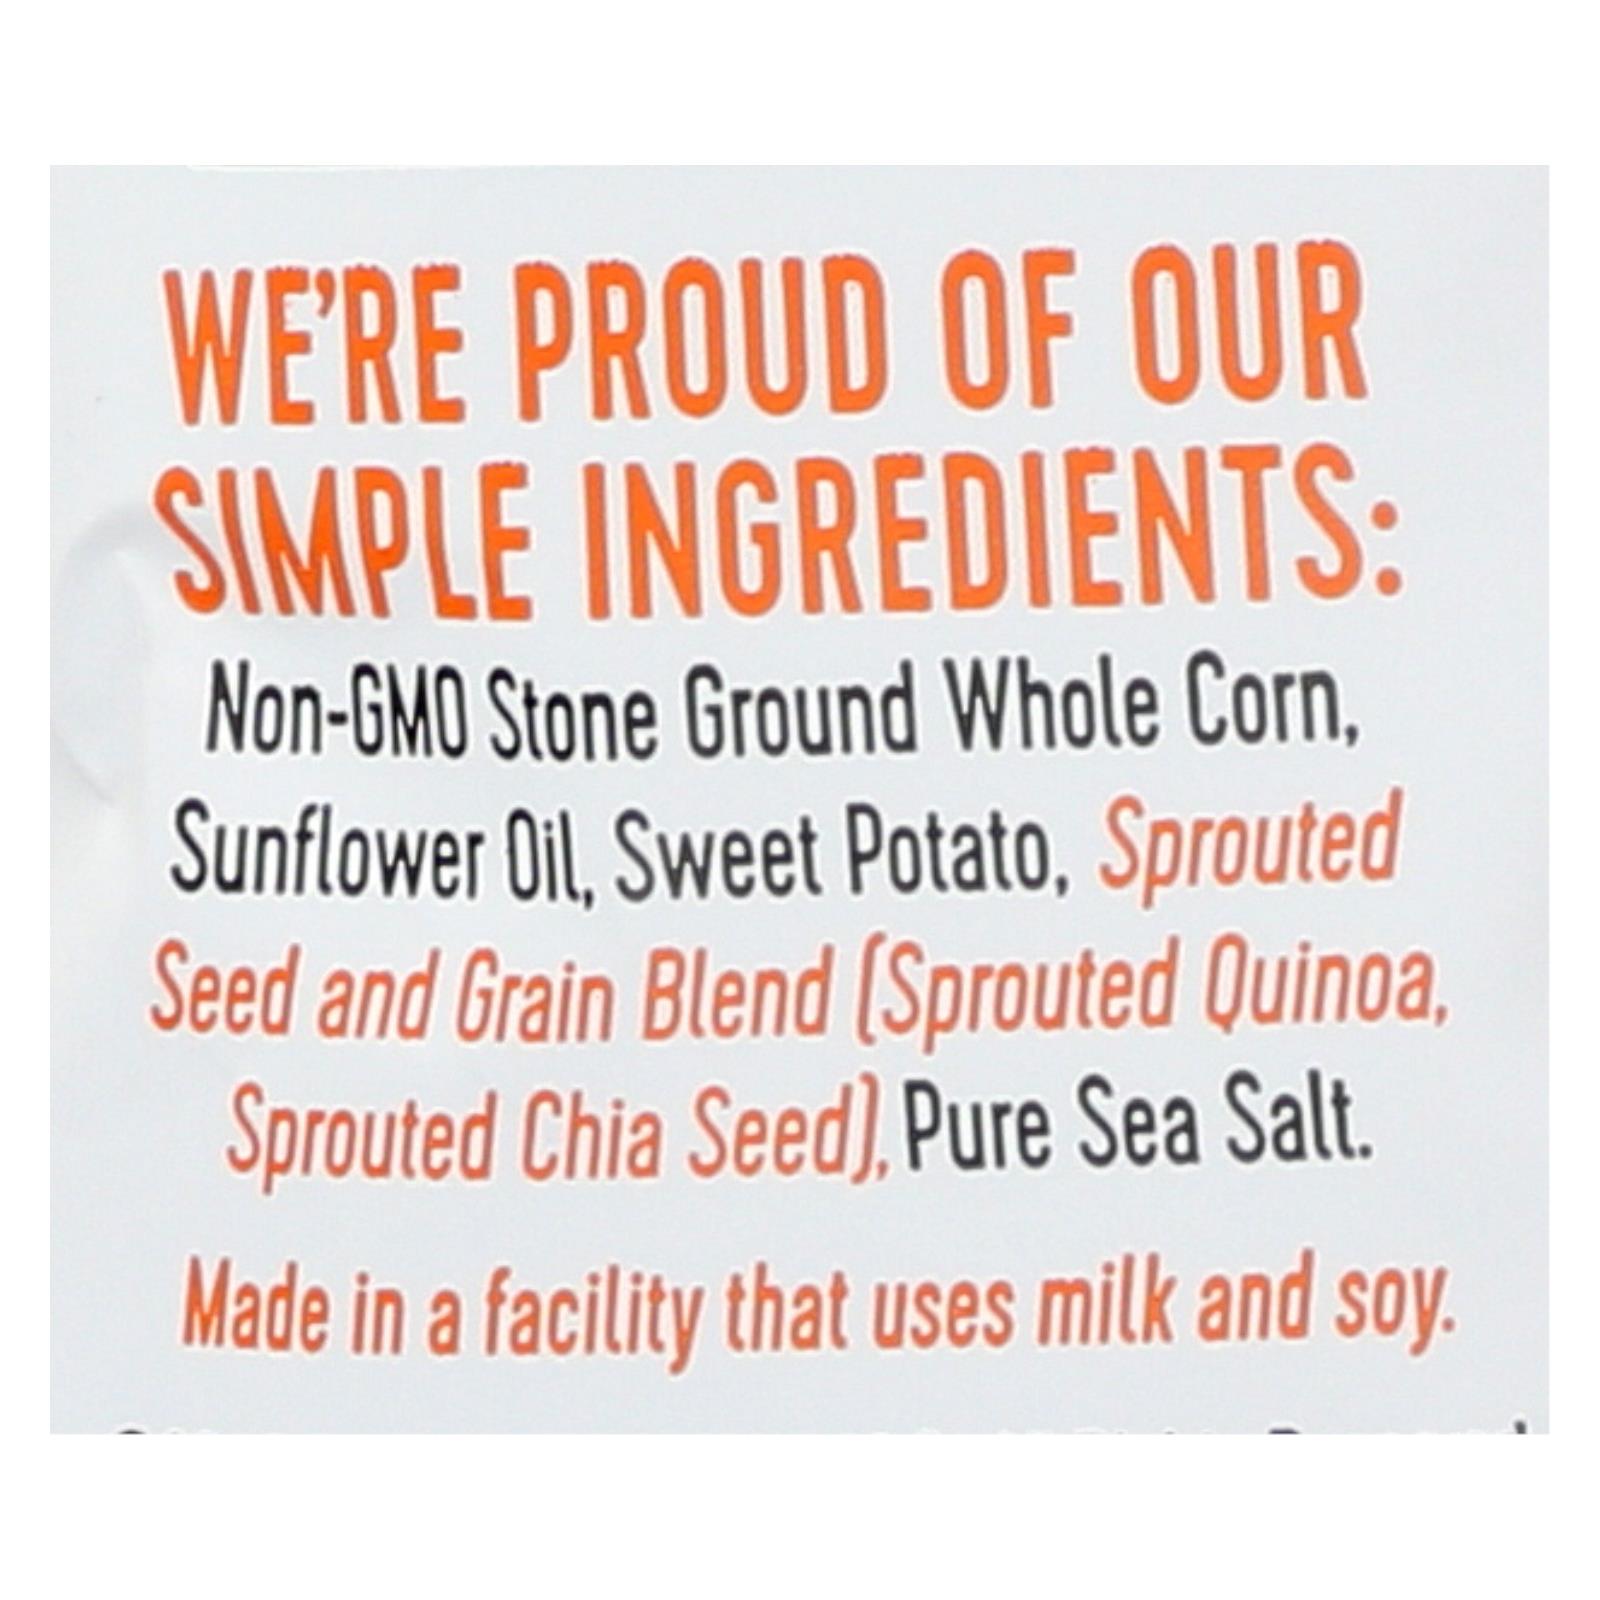 WE'RE PROUD OF OUR
SIMPLE INGREDIENTS:
Non-GMO Stone Ground Whole Corn,
Sunflower Oil, Sweet Potato, Sprouted
Seed and Grain Blend (Sprouted Quinoa,
Sprouted Chia Seed), Pure Sea Salt.
Made in a facility that uses milk and soy.